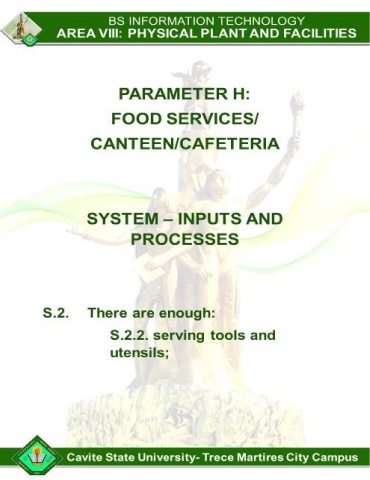 BS INFORMATION TECHNOLOGY
AREA VIII: PHYSICAL PLANT AND FACILITIES
PARAMETER H:
FOOD SERVICES/
CANTEEN/CAFETERIA
SYSTEM – INPUTS AND
PROCESSES
S.2. There are enough:
S.2.2. serving tools and
utensils;
Cavite State University- Trece Martires City Campus